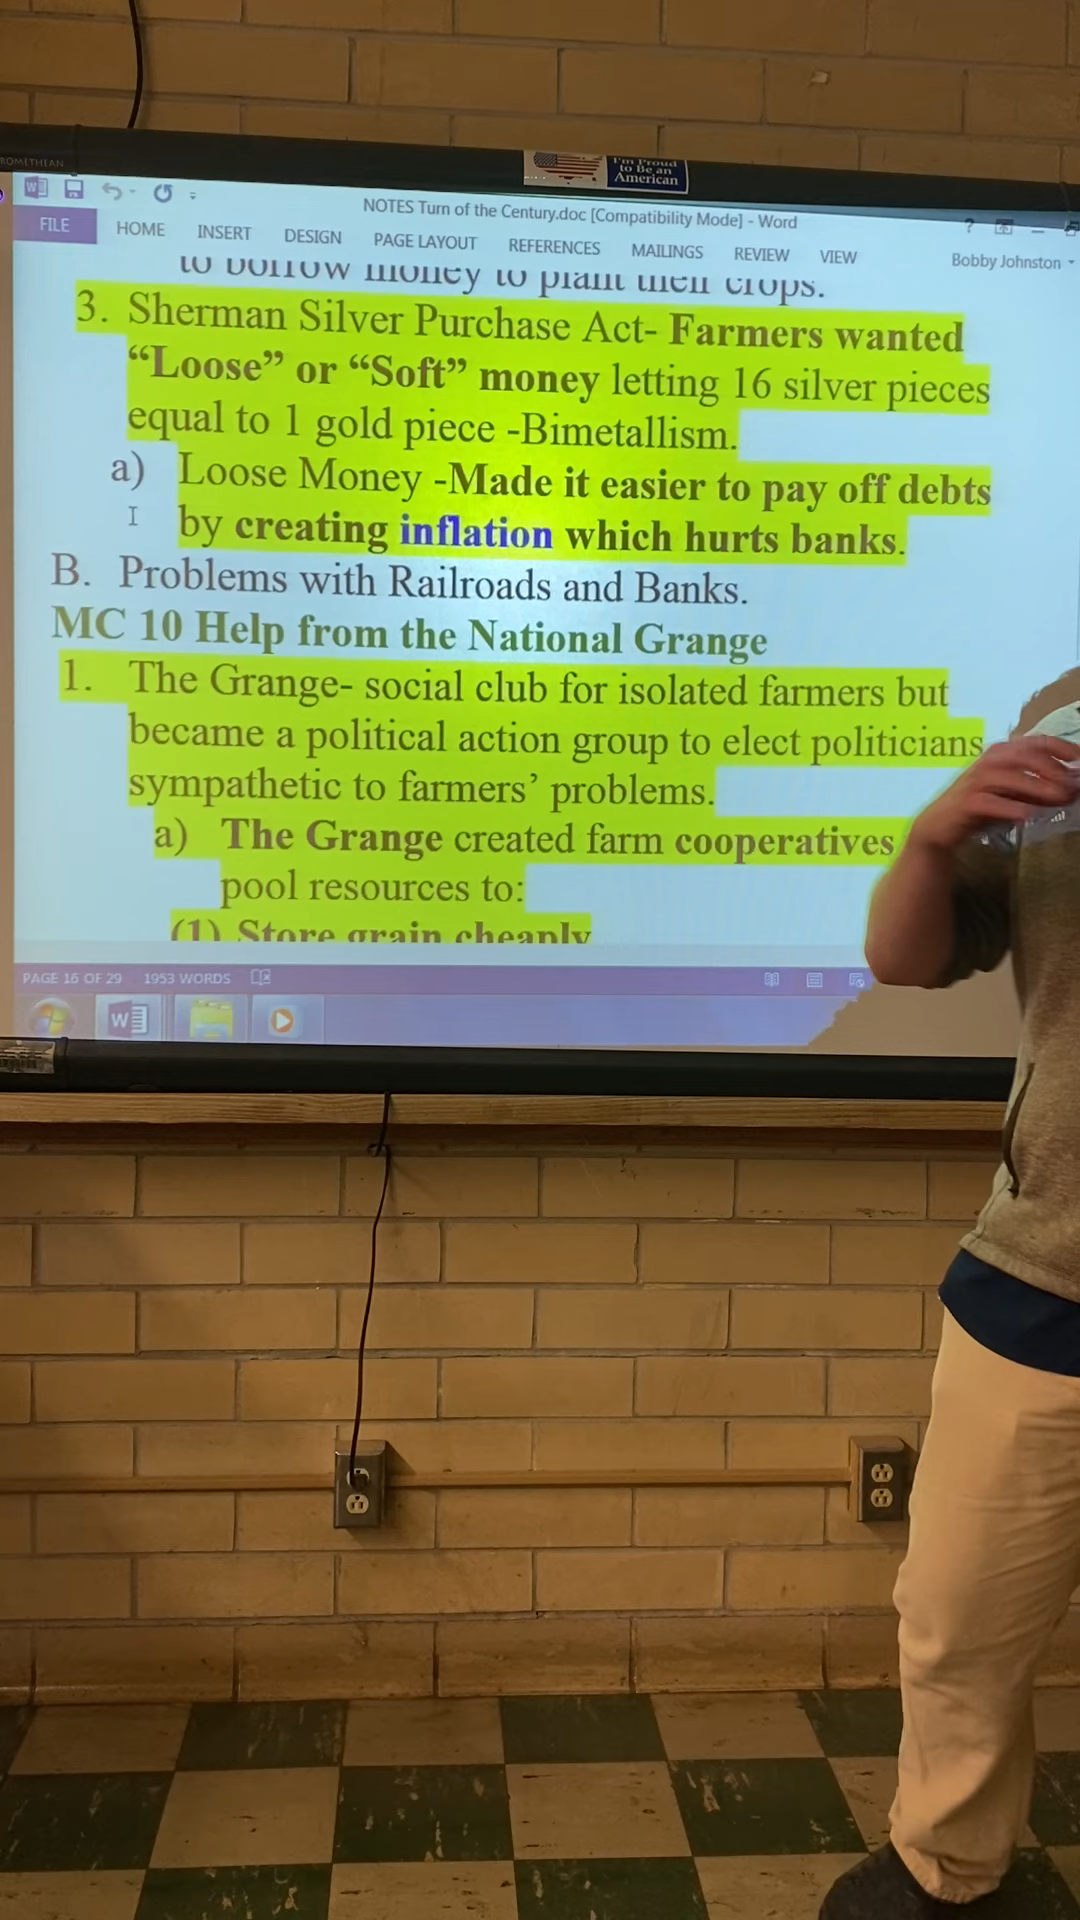 I'm Proud
to Be an
American
NOTES Turn of the Century.doc [Compatibility Mode] - Word
FILE HOME INSERT DESIGN PAGE LAYOUT REFERENCES MAILINGS REVIEW VIEW Bobby Johnston
to borrow money to plant their crops.
3. Sherman Silver Purchase Act- Farmers wanted
“Loose” or “Soft” money letting 16 silver pieces
equal to 1 gold piece -Bimetallism.
a) Loose Money -Made it easier to pay off debts
by creating inflation which hurts banks.
B. Problems with Railroads and Banks.
MC 10 Help from the National Grange
1. The Grange- social club for isolated farmers but
became a political action group to elect politicians
sympathetic to farmers’ problems.
a) The Grange created farm cooperatives
pool resources to:
(1) Store grain cheaply
PAGE 16 OF 29 1953 WORDS